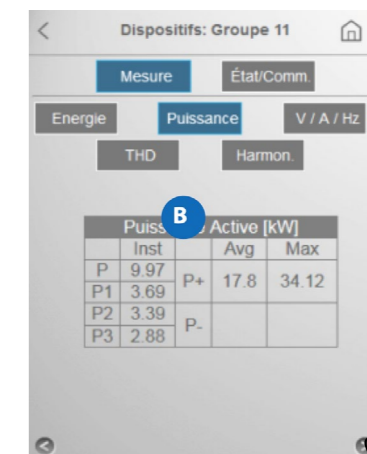 Dispositifs: Groupe 11
Mesure État/Comm.
Energie Puissance V / A / Hz
THD Harmon.
B
Active [kW]
Inst Avg Max
P 9.97 P+ 17.8 34.12
P1 3.69
P2 3.39 P-
P3 2.88